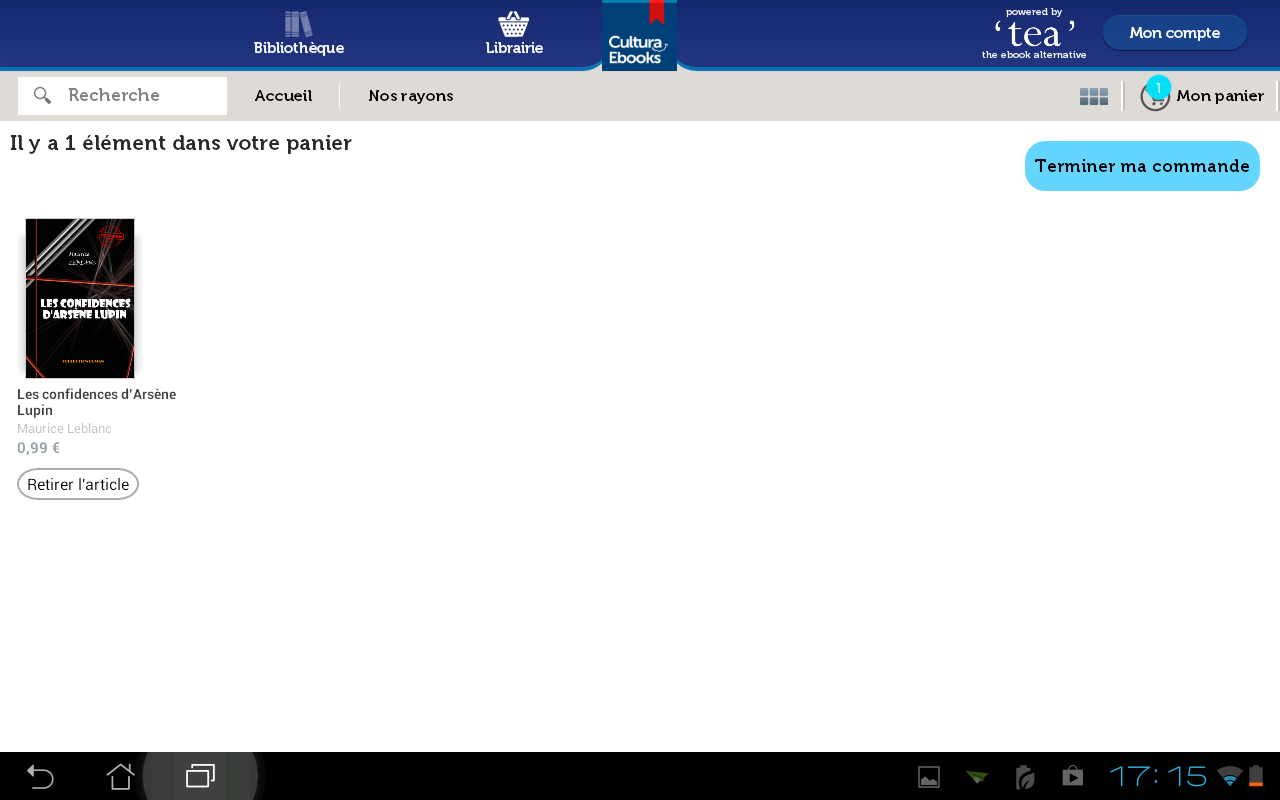 Bibliothèque
Librairie
Cultura
Ebooks
powered by
‘tea’
the ebook alternative
Mon compte
Recherche
Accueil
Nos rayons
1
Mon panier
Il y a 1 élément dans votre panier
Terminer ma commande
Maurice
LES CONFIDENCES
D'ARSÈNE LUPIN
Les confidences d'Arsène
Lupin
Maurice Leblanc
0,99 €
Retirer l'article
17:15